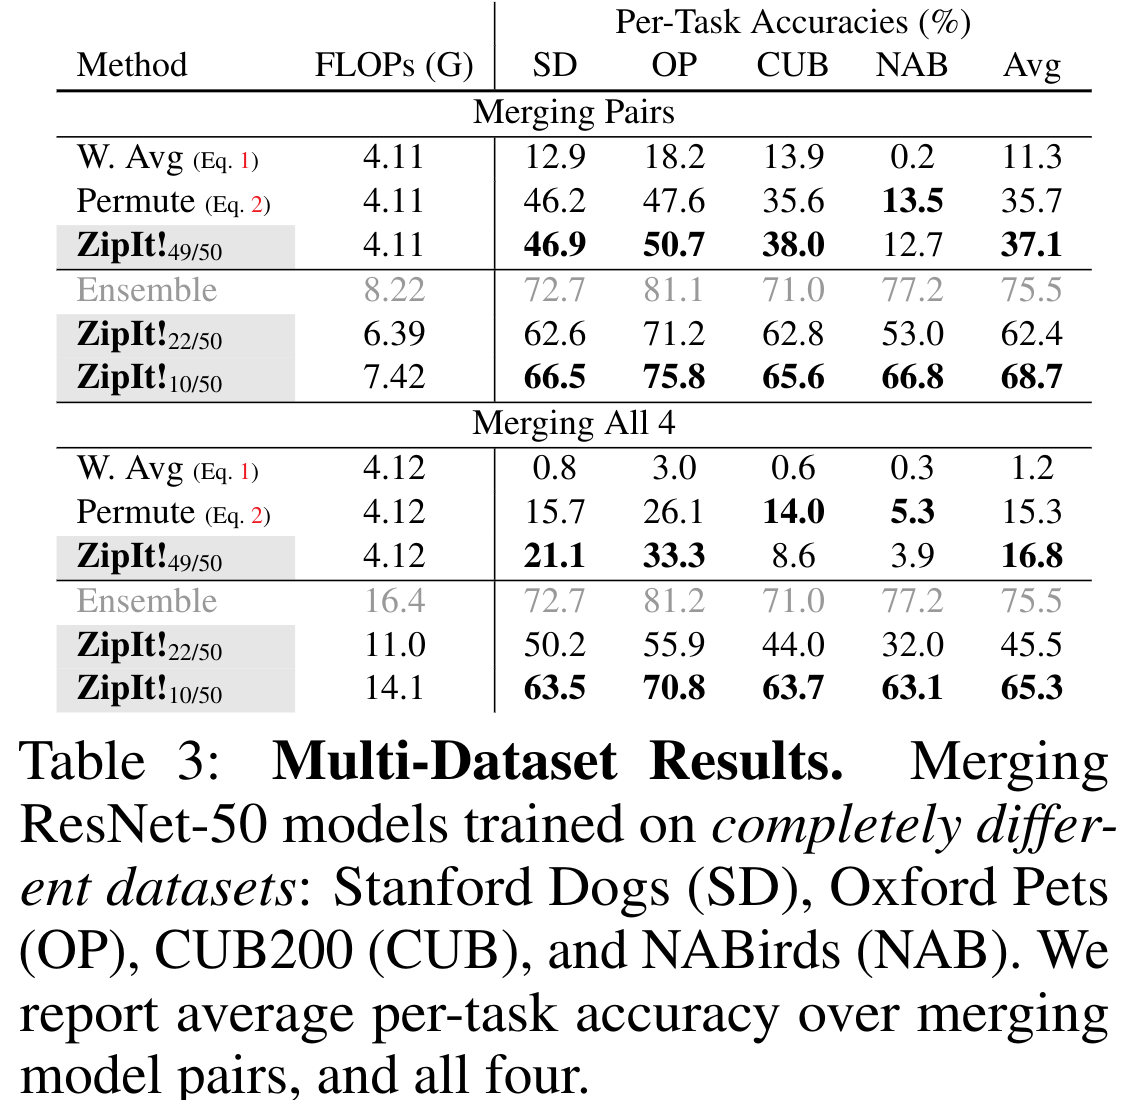 Per-Task Accuracies (%)
Method FLOPs (G) SD OP CUB NAB Avg
Merging Pairs
W. Avg (Eq. 1) 4.11 12.9 18.2 13.9 0.2 11.3
Permute (Eq. 2) 4.11 46.2 47.6 35.6 13.5 35.7
ZipIt!49/50 4.11 46.9 50.7 38.0 12.7 37.1
Ensemble 8.22 72.7 81.1 71.0 77.2 75.5
ZipIt!22/50 6.39 62.6 71.2 62.8 53.0 62.4
ZipIt!10/50 7.42 66.5 75.8 65.6 66.8 68.7
Merging All 4
W. Avg (Eq. 1) 4.12 0.8 3.0 0.6 0.3 1.2
Permute (Eq. 2) 4.12 15.7 26.1 14.0 5.3 15.3
ZipIt!49/50 4.12 21.1 33.3 8.6 3.9 16.8
Ensemble 16.4 72.7 81.2 71.0 77.2 75.5
ZipIt!22/50 11.0 50.2 55.9 44.0 32.0 45.5
ZipIt!10/50 14.1 63.5 70.8 63.7 63.1 65.3
Table 3: Multi-Dataset Results. Merging
ResNet-50 models trained on completely differ-
ent datasets: Stanford Dogs (SD), Oxford Pets
(OP), CUB200 (CUB), and NABirds (NAB). We
report average per-task accuracy over merging
model pairs, and all four.